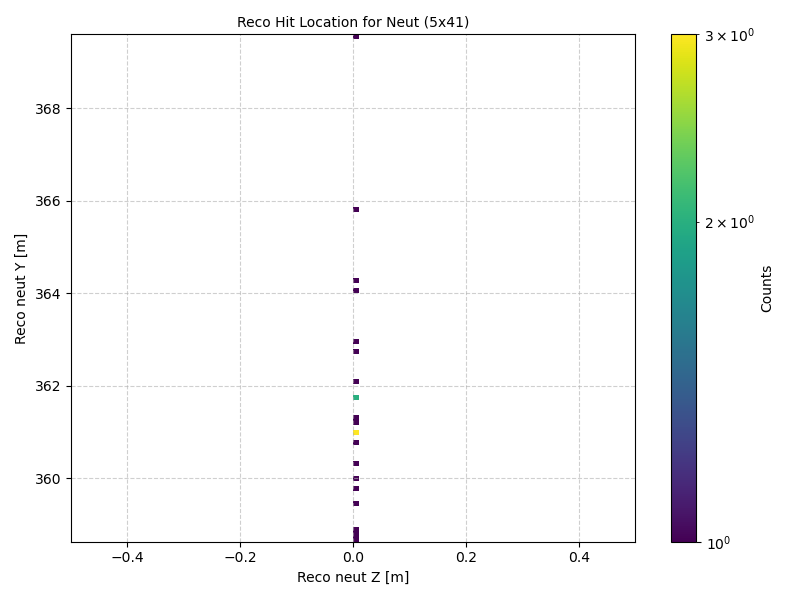 Reco Hit Location for Neut (5x41)
Reco neut Y [m]
368
366
364
362
360
−0.4
−0.2
0.0
0.2
0.4
Reco neut Z [m]
3 × 10⁰
2 × 10⁰
10⁰
Counts